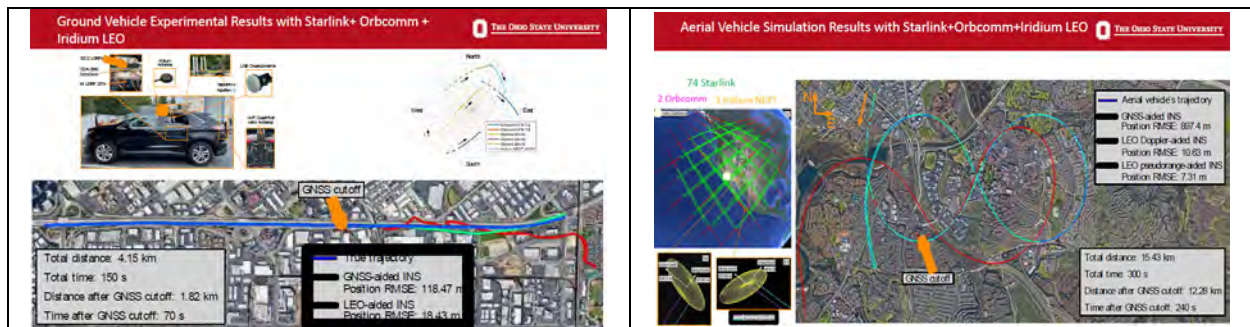 Ground Vehicle Experimental Results with Starlink+ Orbcomm +
Iridium LEO
THE OHIO STATE UNIVERSITY
North
West
East
South
GNSS cutoff
Total distance: 4.15 km
Total time: 150 s
Distance after GNSS cutoff: 1.82 km
Time after GNSS cutoff: 70 s
True trajectory
GNSS-aided INS
Position RMSE: 118.47 m
LEO-aided INS
Position RMSE: 18.43 m
Aerial Vehicle Simulation Results with Starlink+Orbcomm+Iridium LEO
THE OHIO STATE UNIVERSITY
74 Starlink
2 Orbcomm
1 Iridium NEXT
N
E
Aerial vehicle's trajectory
GNSS-aided INS
Position RMSE: 897.4 m
LEO Doppler-aided INS
Position RMSE: 10.63 m
LEO pseudorange-aided INS
Position RMSE: 7.31 m
GNSS cutoff
Total distance: 15.43 km
Total time: 300 s
Distance after GNSS cutoff: 12.28 km
Time after GNSS cutoff: 240 s